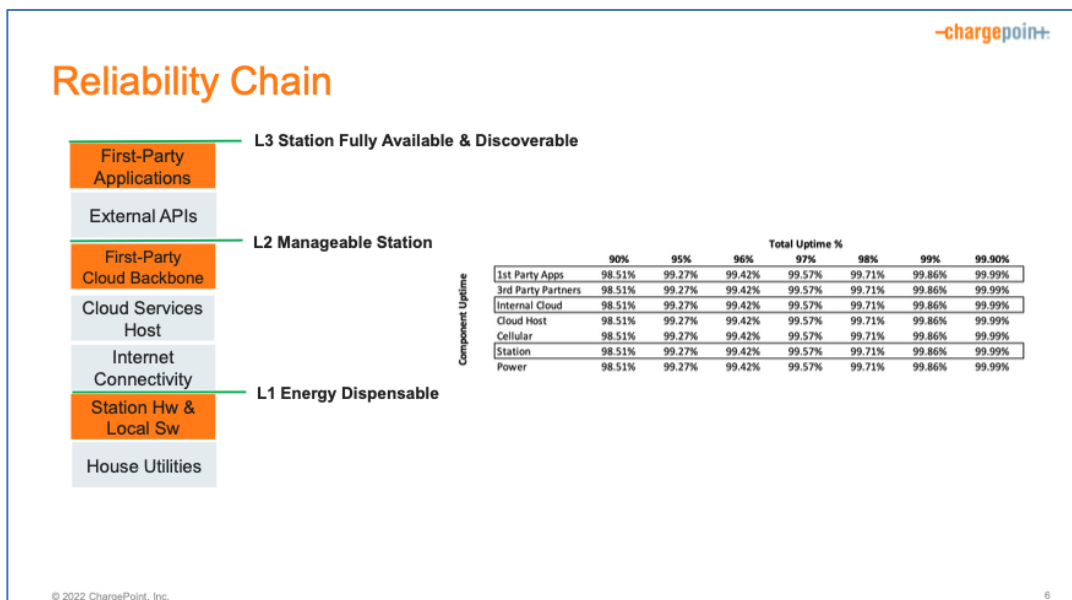 -chargepoin+.
Reliability Chain
L3 Station Fully Available & Discoverable
First-Party
Applications
External APIs
L2 Manageable Station
First-Party
Cloud Backbone
Cloud Services
Host
Internet
Connectivity
L1 Energy Dispensable
Station Hw &
Local Sw
House Utilities
Total Uptime %
90% 95% 96% 97% 98% 99% 99.90%
Component Uptime
1st Party Apps 98.51% 99.27% 99.42% 99.57% 99.71% 99.86% 99.99%
3rd Party Partners 98.51% 99.27% 99.42% 99.57% 99.71% 99.86% 99.99%
Internal Cloud 98.51% 99.27% 99.42% 99.57% 99.71% 99.86% 99.99%
Cloud Host 98.51% 99.27% 99.42% 99.57% 99.71% 99.86% 99.99%
Cellular 98.51% 99.27% 99.42% 99.57% 99.71% 99.86% 99.99%
Station 98.51% 99.27% 99.42% 99.57% 99.71% 99.86% 99.99%
Power 98.51% 99.27% 99.42% 99.57% 99.71% 99.86% 99.99%
© 2022 ChargePoint, Inc.
6